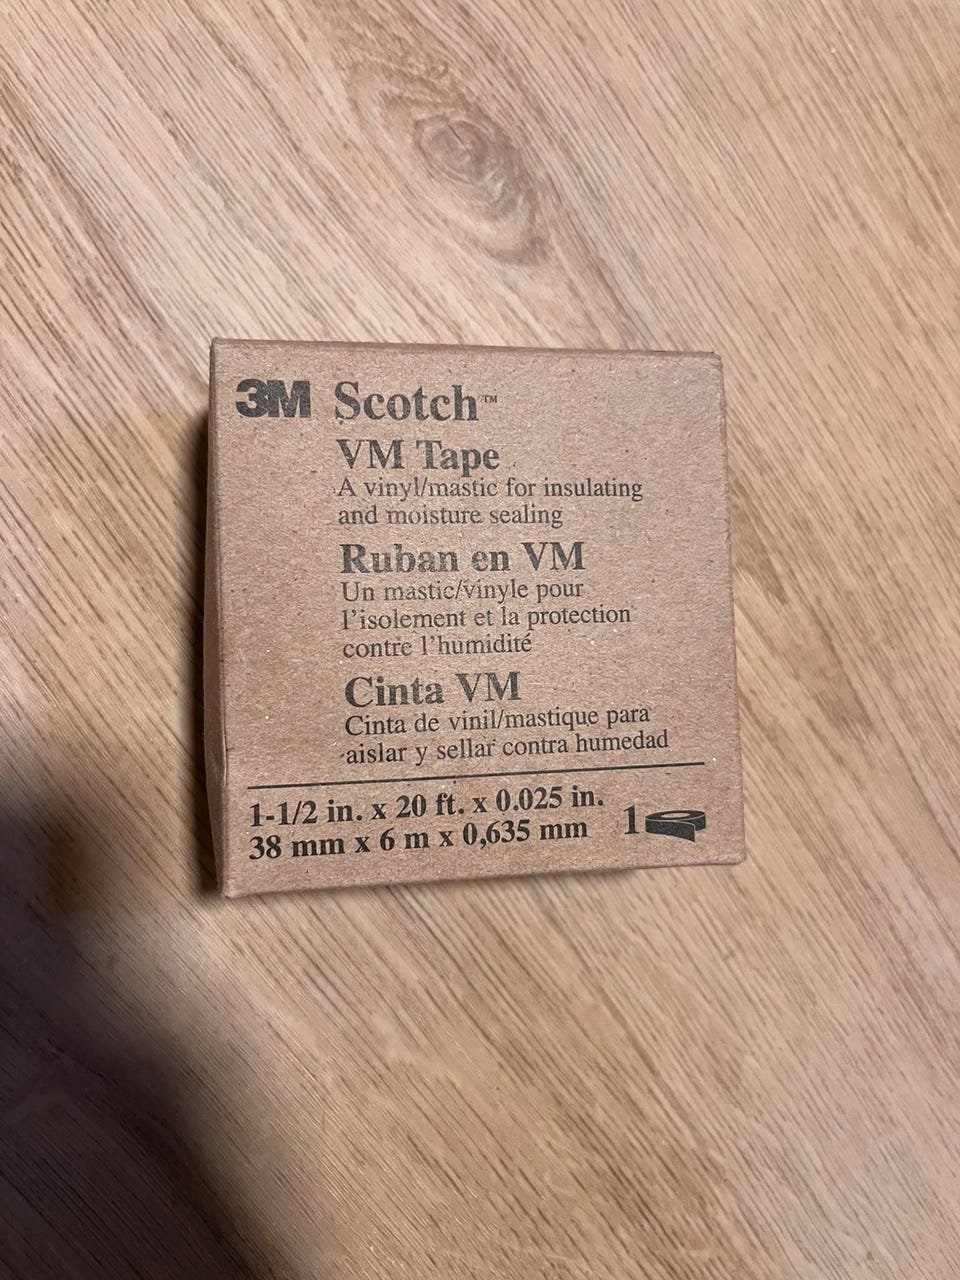 3M Scotch™
VM Tape
A vinyl/mastic for insulating
and moisture sealing
Ruban en VM
Un mastic/vinyle pour
l'isolement et la protection
contre l'humidité
Cinta VM
Cinta de vinil/mastique para
aislar y sellar contra humedad
1-1/2 in. x 20 ft. x 0.025 in.
38 mm x 6 m x 0,635 mm
1